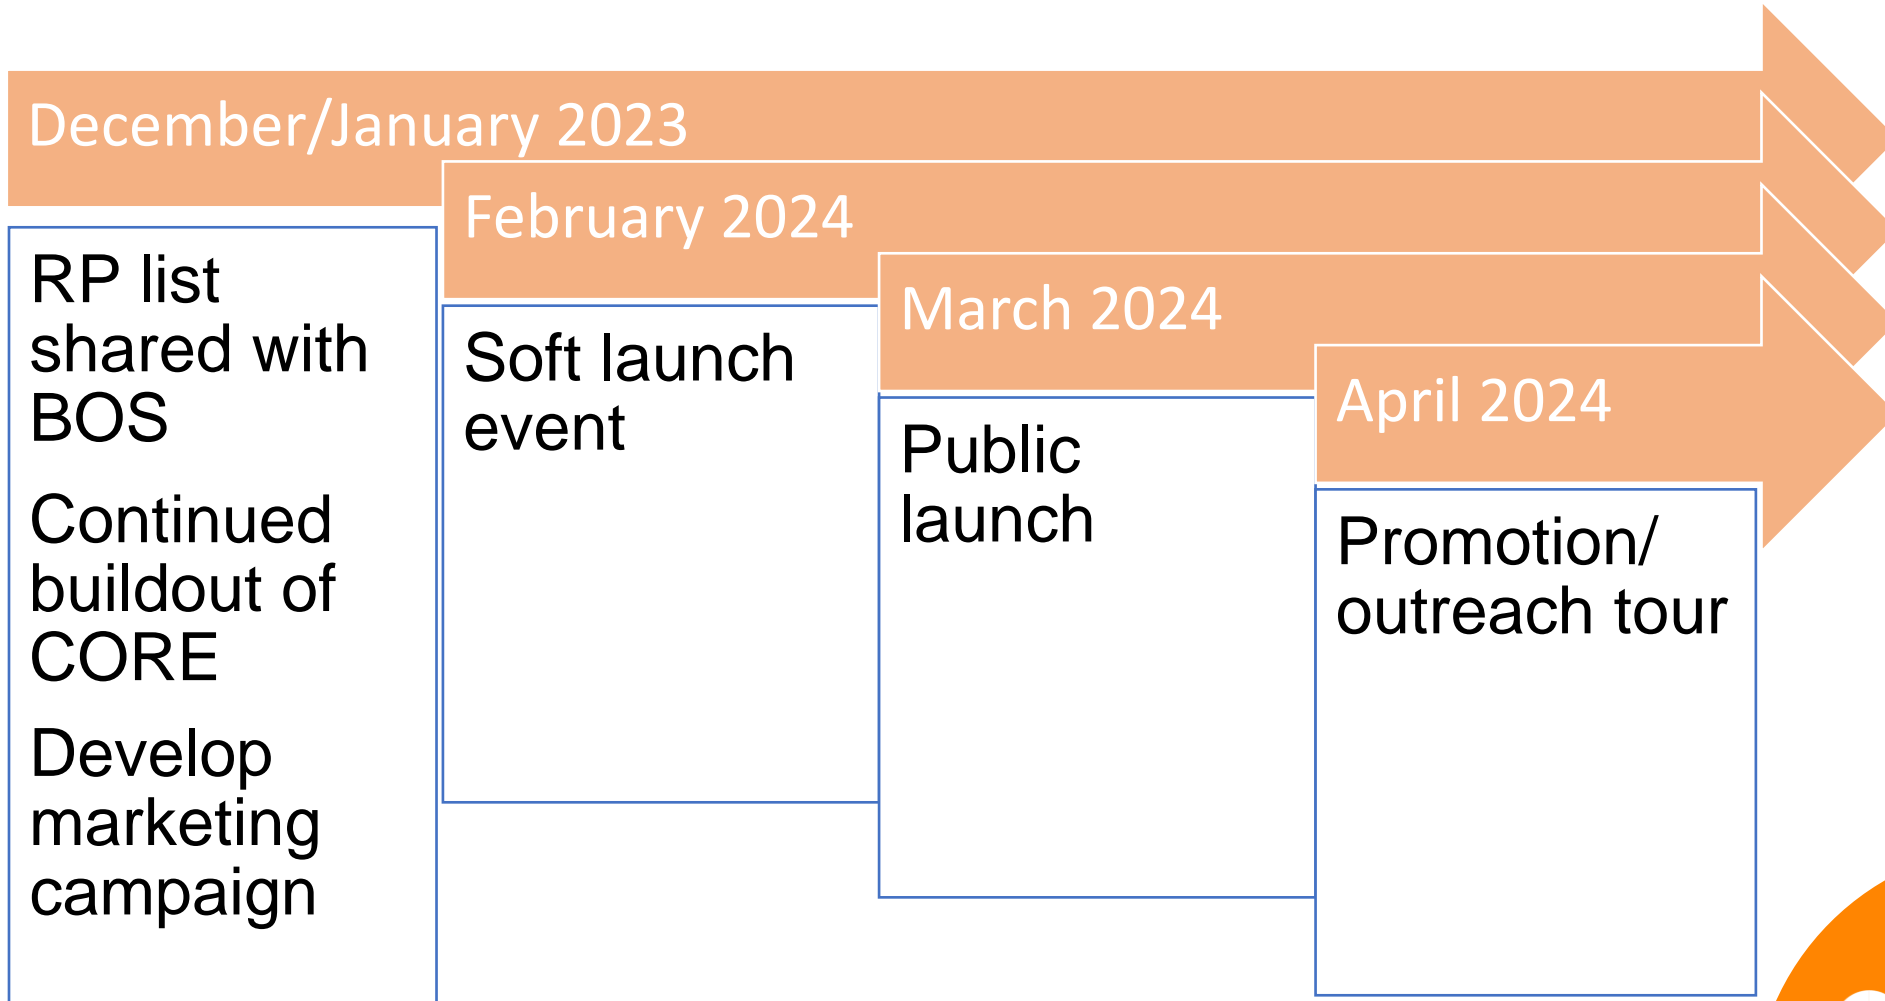 December/January 2023
RP list
shared with
BOS
Continued
buildout of
CORE
Develop
marketing
campaign
February 2024
Soft launch
event
March 2024
Public
launch
April 2024
Promotion/
outreach tour